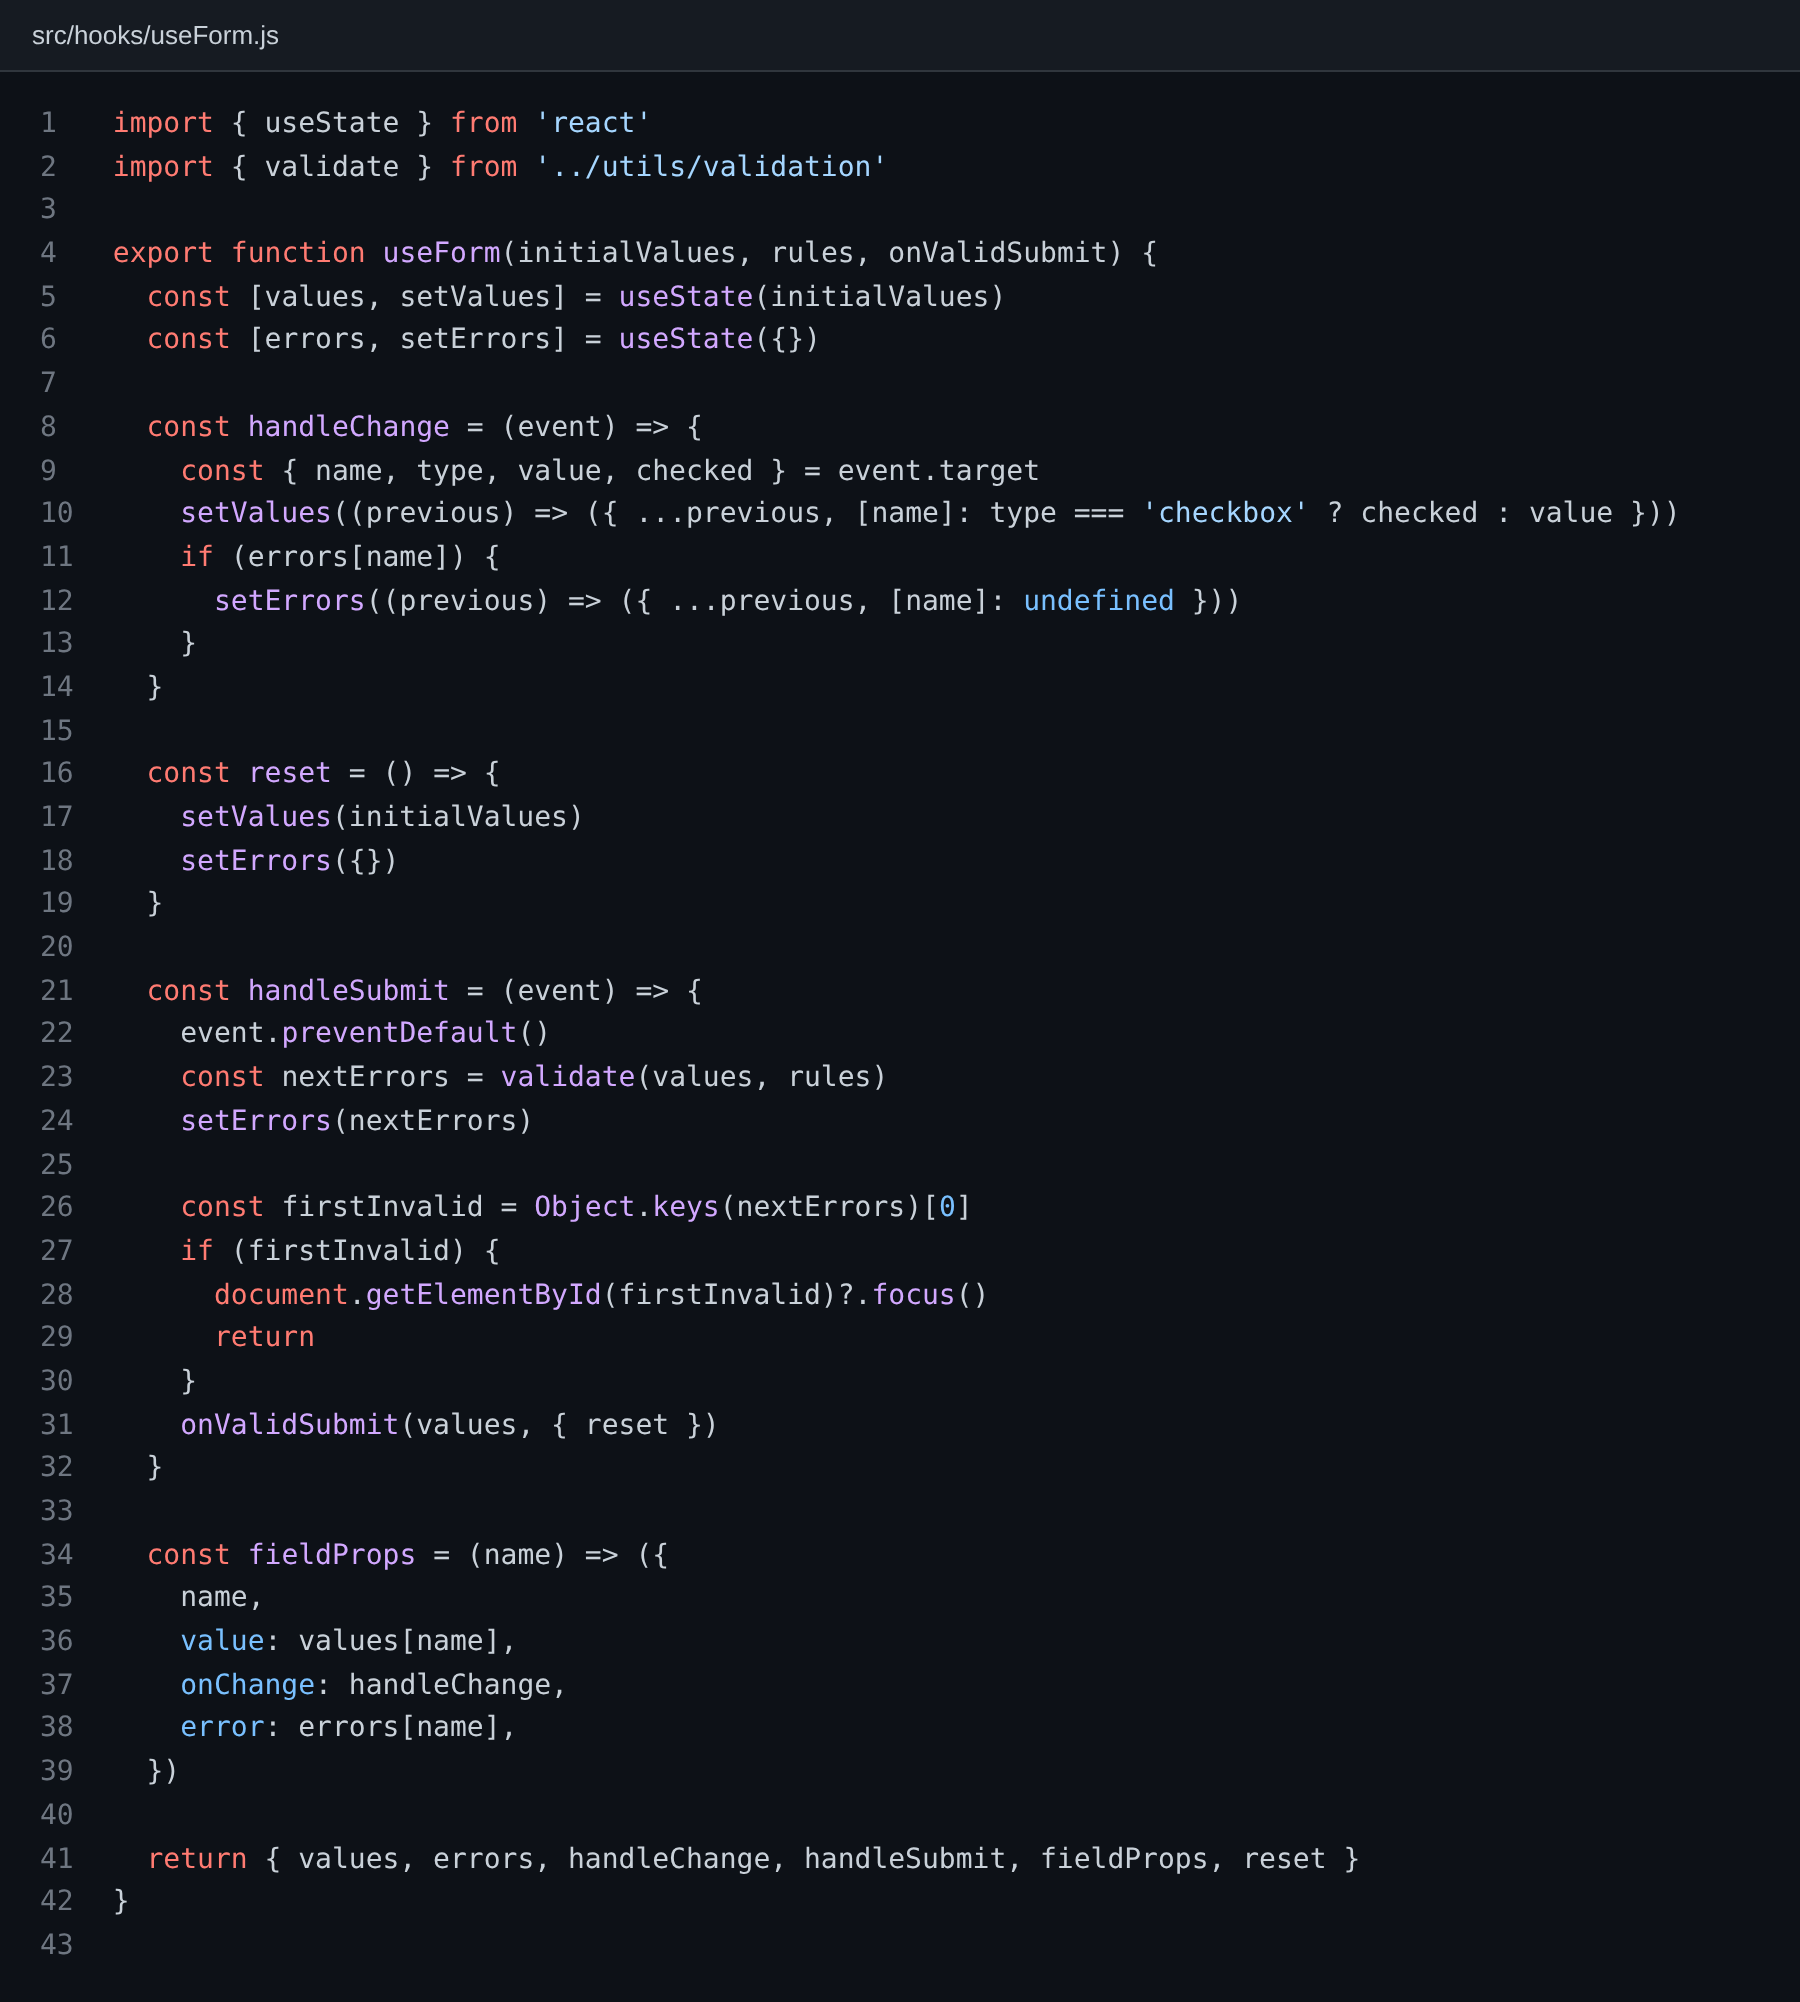 src/hooks/useForm.js
1 import { useState } from 'react'
2 import { validate } from '../utils/validation'
3
4 export function useForm(initialValues, rules, onValidSubmit) {
5   const [values, setValues] = useState(initialValues)
6   const [errors, setErrors] = useState({})
7
8   const handleChange = (event) => {
9     const { name, type, value, checked } = event.target
10     setValues((previous) => ({ ...previous, [name]: type === 'checkbox' ? checked : value }))
11     if (errors[name]) {
12       setErrors((previous) => ({ ...previous, [name]: undefined }))
13     }
14   }
15
16   const reset = () => {
17     setValues(initialValues)
18     setErrors({})
19   }
20
21   const handleSubmit = (event) => {
22     event.preventDefault()
23     const nextErrors = validate(values, rules)
24     setErrors(nextErrors)
25
26     const firstInvalid = Object.keys(nextErrors)[0]
27     if (firstInvalid) {
28       document.getElementById(firstInvalid)?.focus()
29       return
30     }
31     onValidSubmit(values, { reset })
32   }
33
34   const fieldProps = (name) => ({
35     name,
36     value: values[name],
37     onChange: handleChange,
38     error: errors[name],
39   })
40
41   return { values, errors, handleChange, handleSubmit, fieldProps, reset }
42 }
43